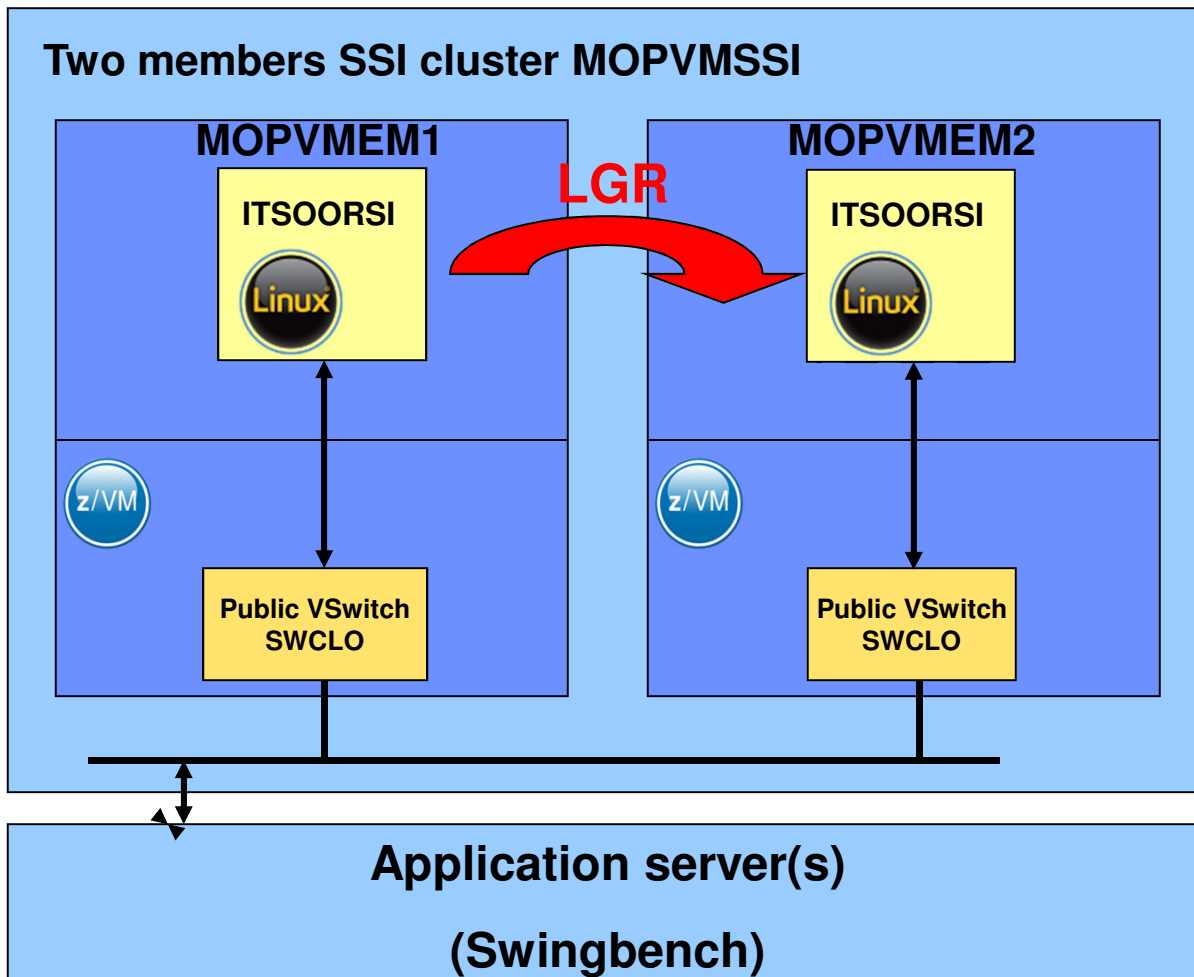 Two members SSI cluster MOPVMSSI
MOPVMEM1
MOPVMEM2
LGR
ITSOORSI
Linux
ITSOORSI
Linux
z/VM
z/VM
Public VSwitch
SWCLO
Public VSwitch
SWCLO
Application server(s)
(Swingbench)